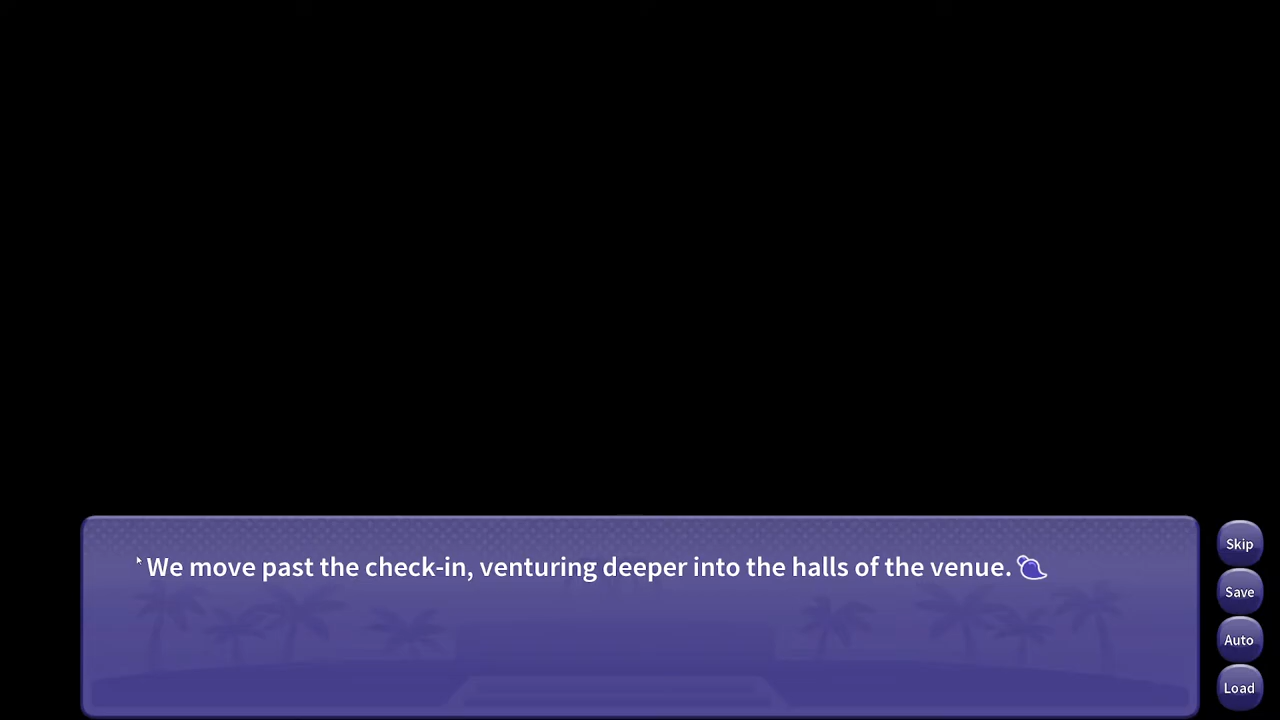 We move past the check-in, venturing deeper into the halls of the venue.
Skip
Save
Auto
Load